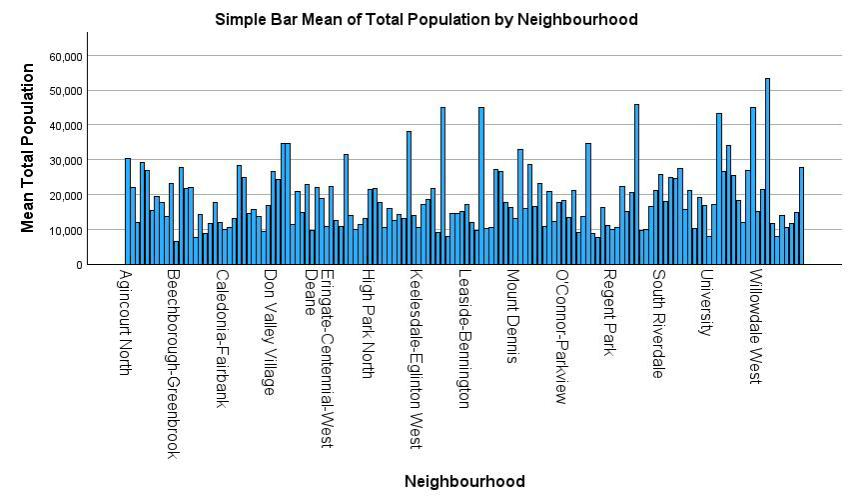 Simple Bar Mean of Total Population by Neighbourhood
Mean Total Population
60,000
50,000
40,000
30,000
20,000
10,000
0
Agincourt North
Beechborough-Greenbrook
Caledonia-Fairbank
Don Valley Village
Eringate-Centennial-West
Deane
High Park North
Keelesdale-Eglinton West
Leaside-Bennington
Mount Dennis
O'Connor-Parkview
Regent Park
South Riverdale
University
Willowdale West
Neighbourhood